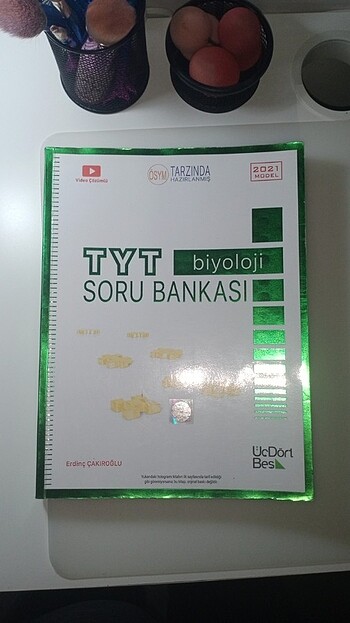 Video Çözümlü
ÖSYM TARZINDA
HAZIRLANMIŞ
2021
MODEL
TYT biyoloji
SORU BANKASI
Erdinç ÇAKIROĞLU
ÜçDört
Beş